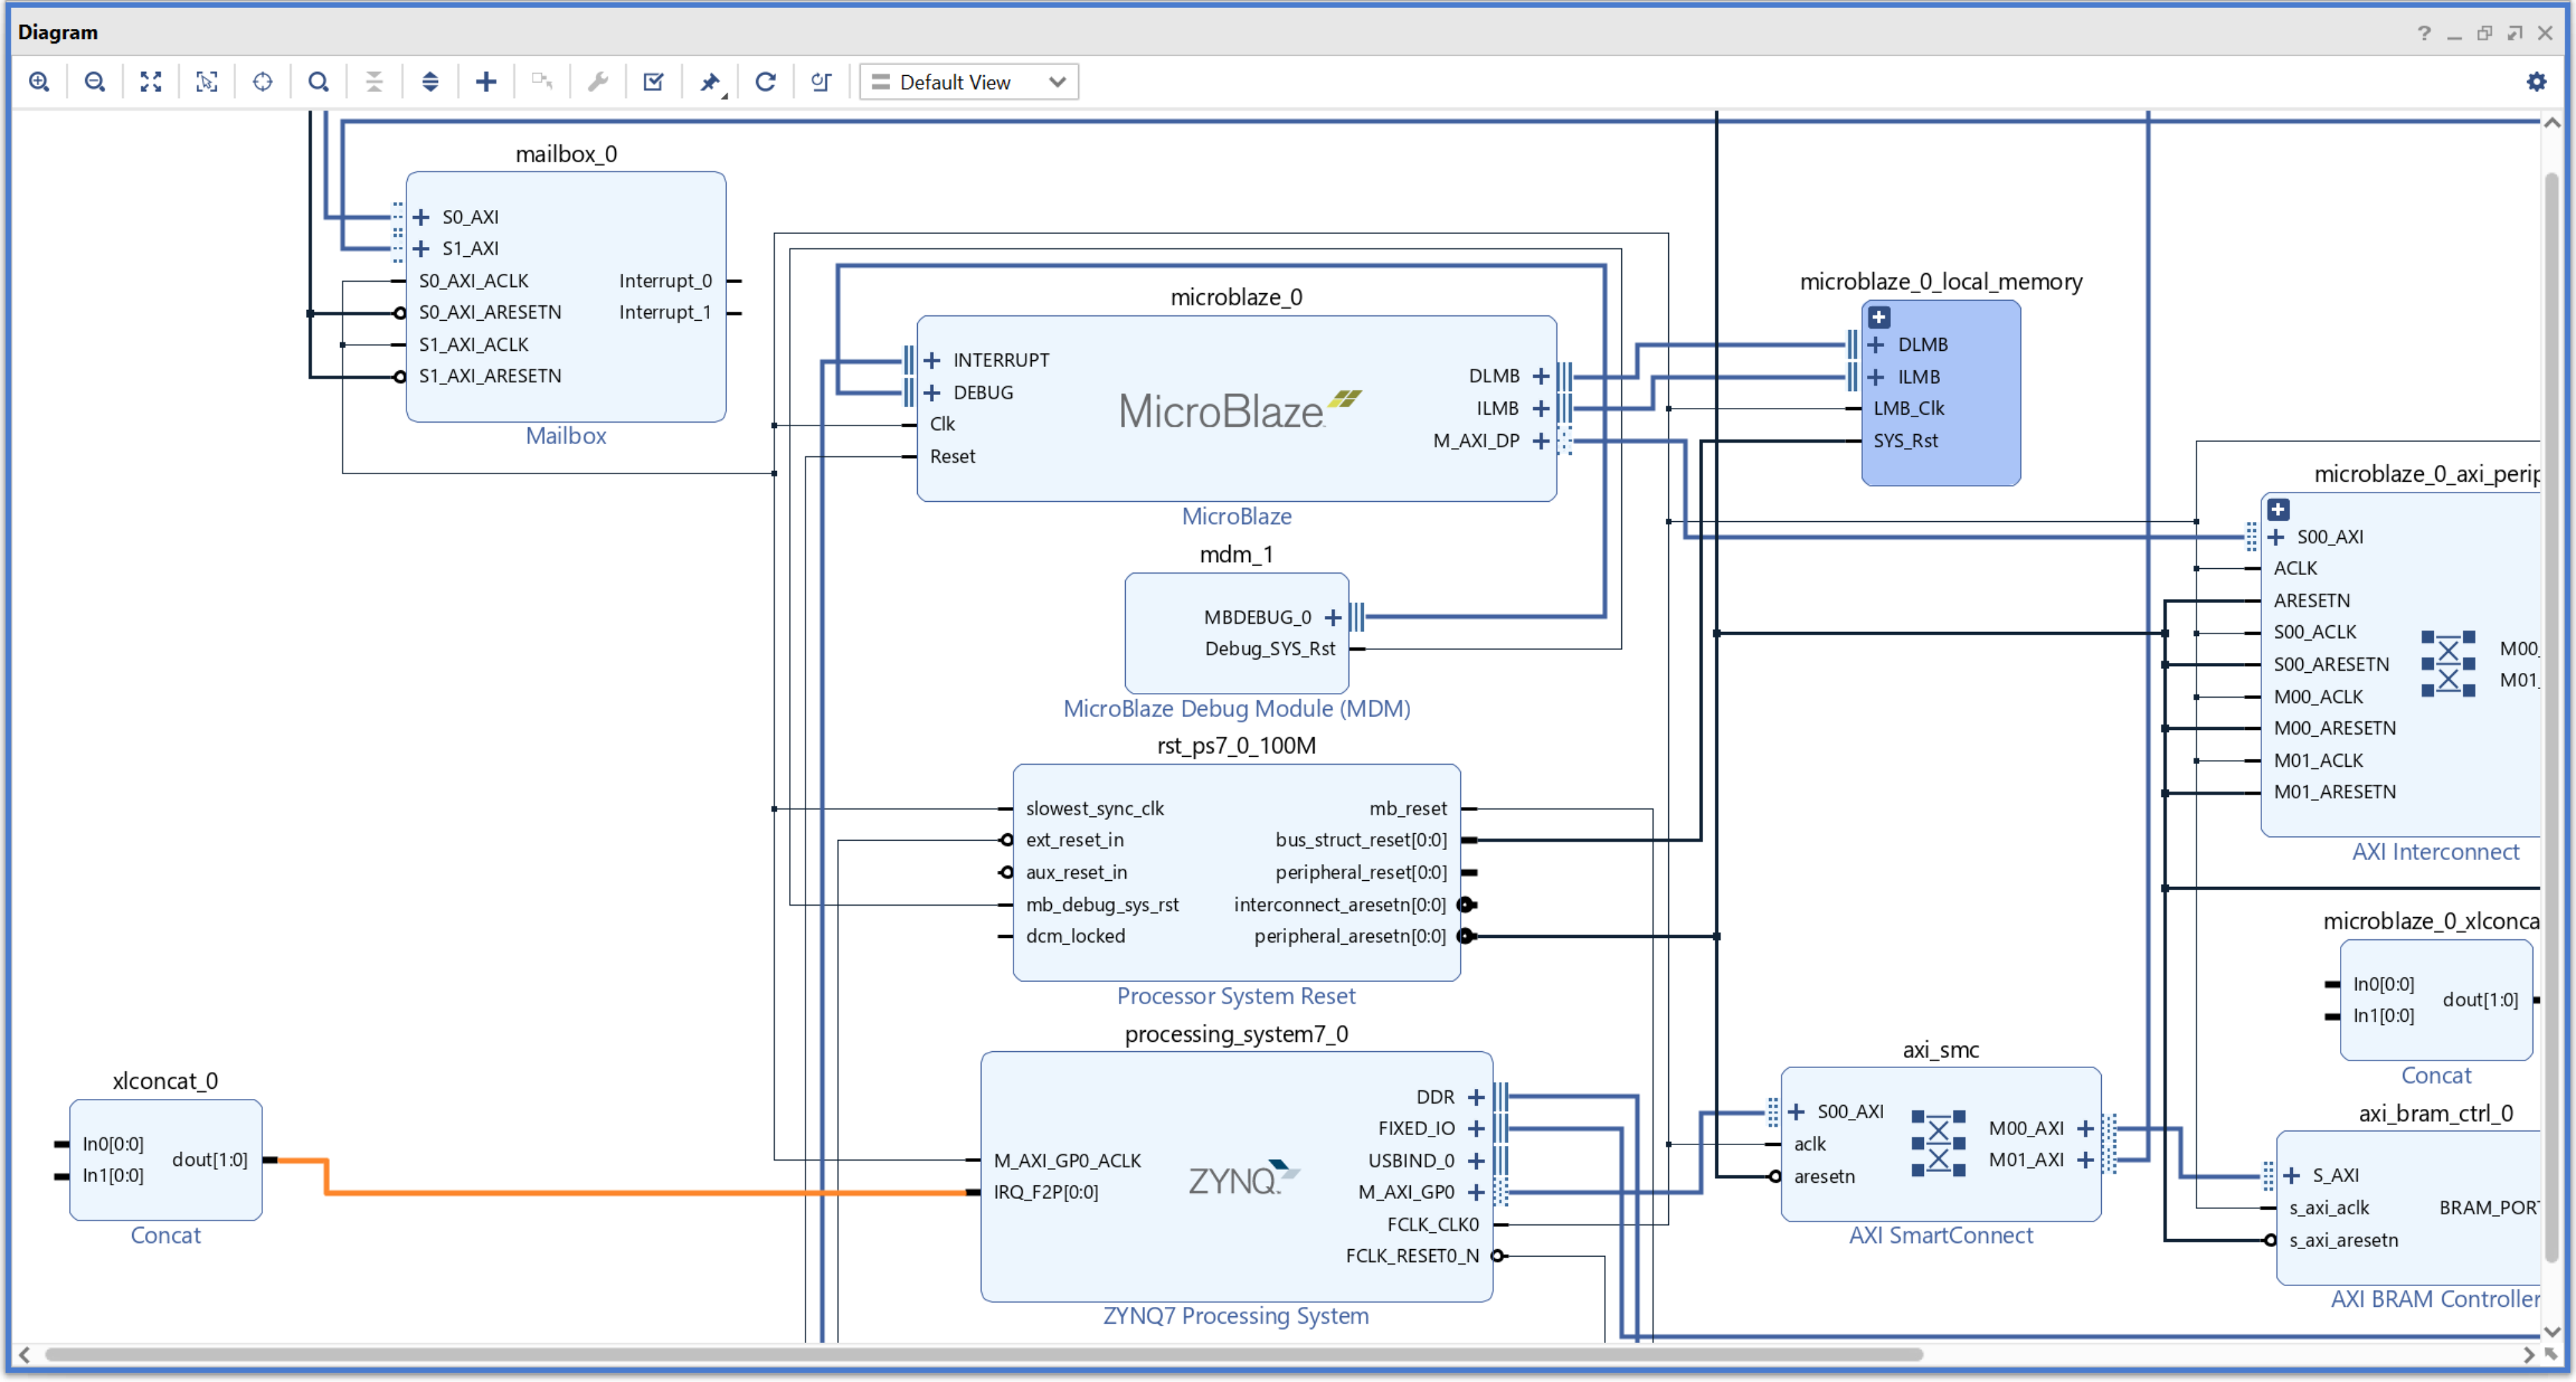 Diagram
Default View
mailbox_0
S0_AXI
S1_AXI
S0_AXI_ACLK
S0_AXI_ARESETN
S1_AXI_ACLK
S1_AXI_ARESETN
Interrupt_0
Interrupt_1
Mailbox
microblaze_0
INTERRUPT
DEBUG
Clk
Reset
MicroBlaze
DLMB
ILMB
M_AXI_DP
MicroBlaze
microblaze_0_local_memory
DLMB
ILMB
LMB_Clk
SYS_Rst
mdm_1
MBDEBUG_0
Debug_SYS_Rst
MicroBlaze Debug Module (MDM)
microblaze_0_axi_perip
S00_AXI
ACLK
ARESETN
S00_ACLK
S00_ARESETN
M00_ACLK
M00_ARESETN
M01_ACLK
M01_ARESETN
M00_
M01_
AXI Interconnect
rst_ps7_0_100M
slowest_sync_clk
ext_reset_in
aux_reset_in
mb_debug_sys_rst
dcm_locked
mb_reset
bus_struct_reset[0:0]
peripheral_reset[0:0]
interconnect_aresetn[0:0]
peripheral_aresetn[0:0]
Processor System Reset
microblaze_0_xlconca
In0[0:0]
In1[0:0]
dout[1:0]
Concat
xlconcat_0
In0[0:0]
In1[0:0]
dout[1:0]
Concat
processing_system7_0
M_AXI_GP0_ACLK
IRQ_F2P[0:0]
ZYNQ
DDR
FIXED_IO
USBIND_0
M_AXI_GP0
FCLK_CLK0
FCLK_RESET0_N
ZYNQ7 Processing System
axi_smc
S00_AXI
aclk
aresetn
M00_AXI
M01_AXI
AXI SmartConnect
axi_bram_ctrl_0
S_AXI
s_axi_aclk
s_axi_aresetn
BRAM_POR
AXI BRAM Controller